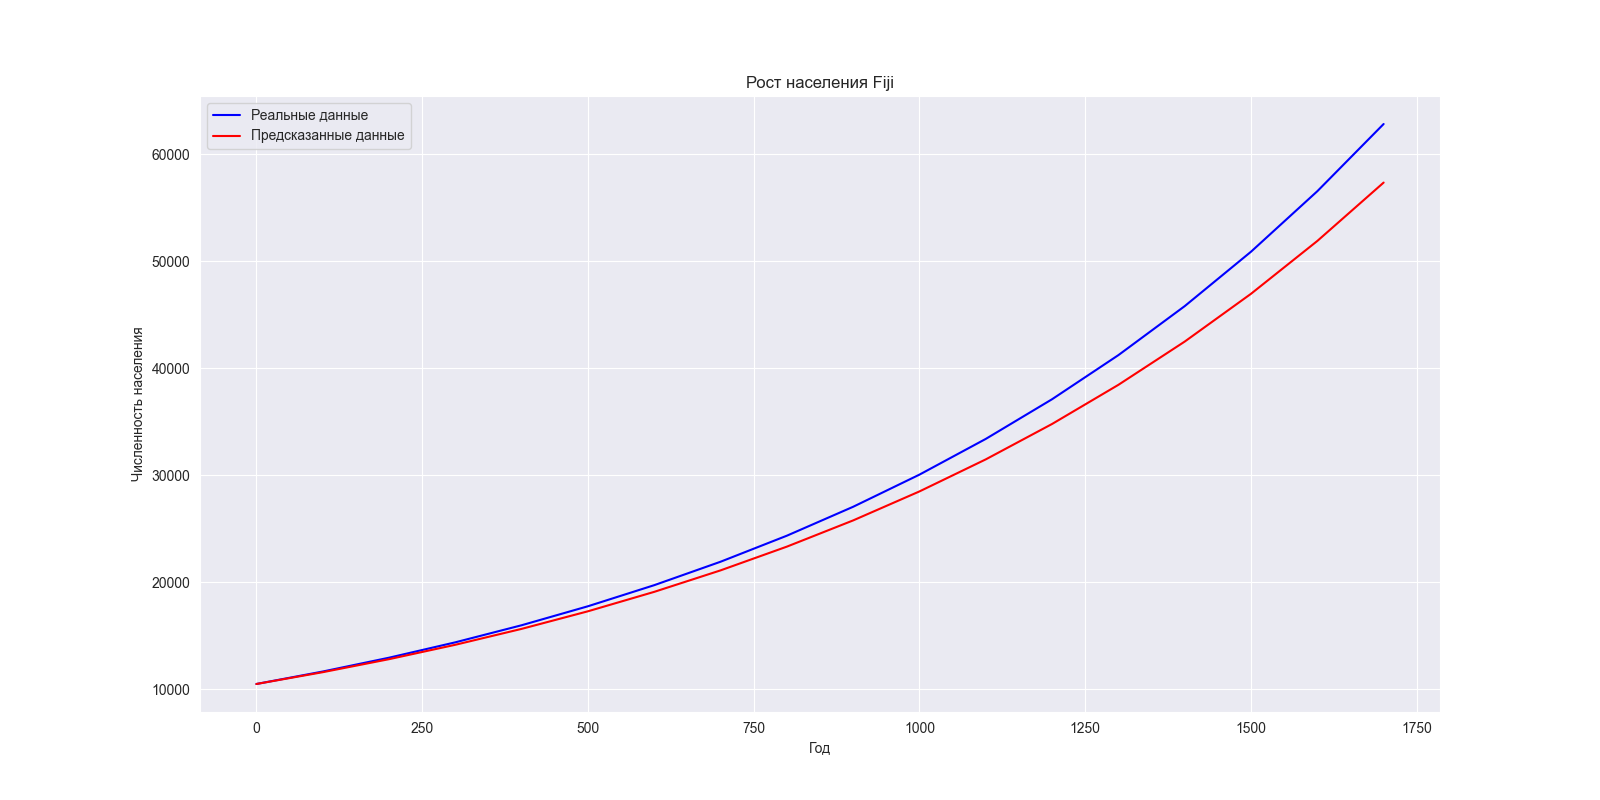 Рост населения Fiji
Реальные данные
Предсказанные данные
60000
50000
40000
30000
20000
10000
Численность населения
0 250 500 750 1000 1250 1500 1750
Год